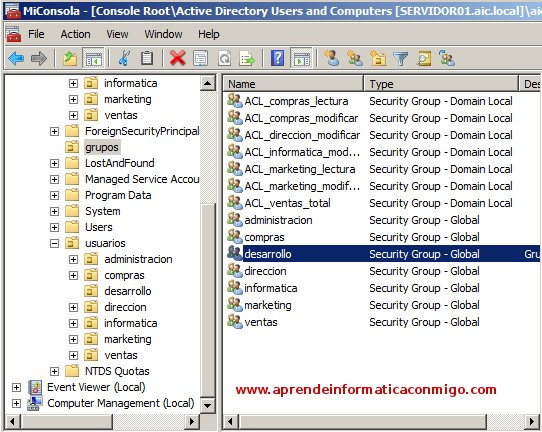 MiConsola - [Console Root\Active Directory Users and Computers [SERVIDOR01.aic.local]\aic
File Action View Window Help
informatica
marketing
ventas
ForeignSecurityPrincipal
grupos
LostAndFound
Managed Service Accou
Program Data
System
Users
usuarios
administracion
compras
desarrollo
direccion
informatica
marketing
ventas
NTDS Quotas
Event Viewer (Local)
Computer Management (Local)
Name Type Des
ACL_compras_lectura Security Group - Domain Local
ACL_compras_modificar Security Group - Domain Local
ACL_direccion_modificar Security Group - Domain Local
ACL_informatica_mod... Security Group - Domain Local
ACL_marketing_lectura Security Group - Domain Local
ACL_marketing_modif... Security Group - Domain Local
ACL_ventas_total Security Group - Domain Local
administracion Security Group - Global
compras Security Group - Global
desarrollo Security Group - Global Gru
direccion Security Group - Global
informatica Security Group - Global
marketing Security Group - Global
ventas Security Group - Global
www.aprendeinformaticaconmigo.com